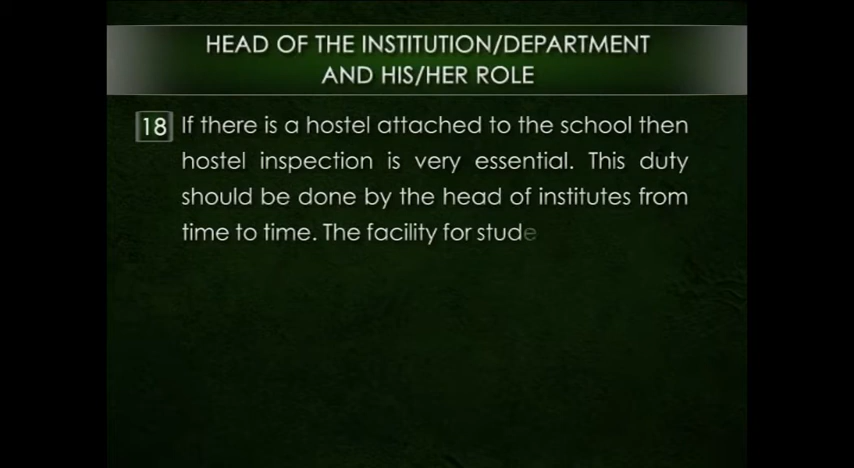 HEAD OF THE INSTITUTION/DEPARTMENT
AND HIS/HER ROLE
18 If there is a hostel attached to the school then
hostel inspection is very essential. This duty
should be done by the head of institutes from
time to time. The facility for stude